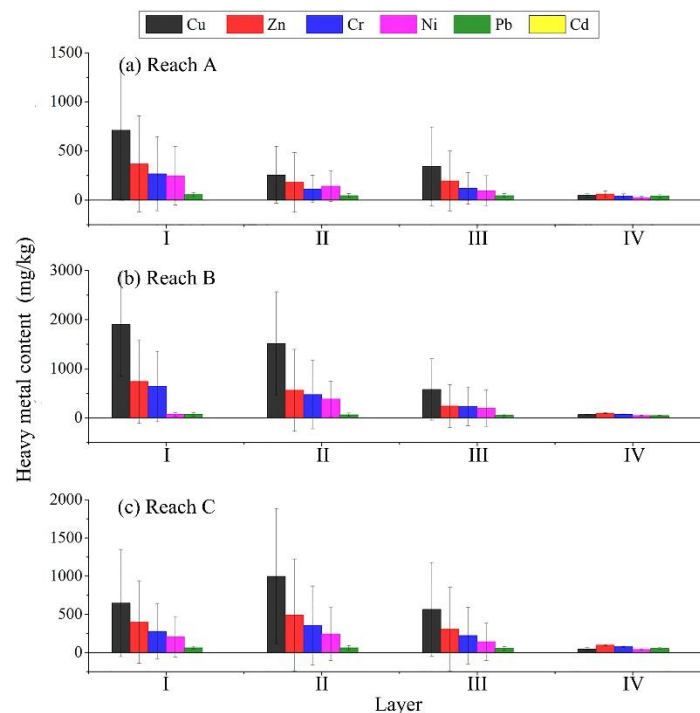 Cu Zn Cr Ni Pb Cd
(a) Reach A
1500
1000
500
0
I II III IV
(b) Reach B
3000
2000
1000
0
I II III IV
(c) Reach C
2000
1500
1000
500
0
I II III IV
Layer
Heavy metal content (mg/kg)